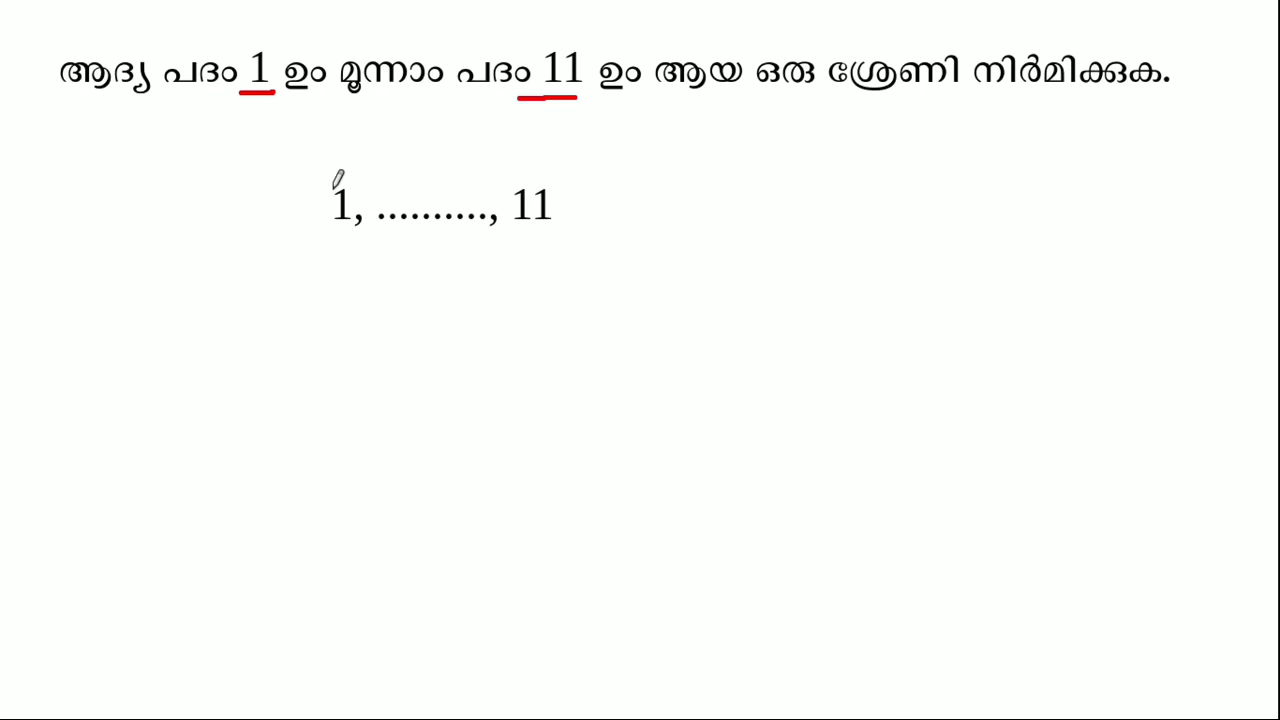 ആദ്യ പദം 1 ഉം മൂന്നാം പദം 11 ഉം ആയ ഒരു ശ്രേണി നിർമിക്കുക.
1, .........., 11